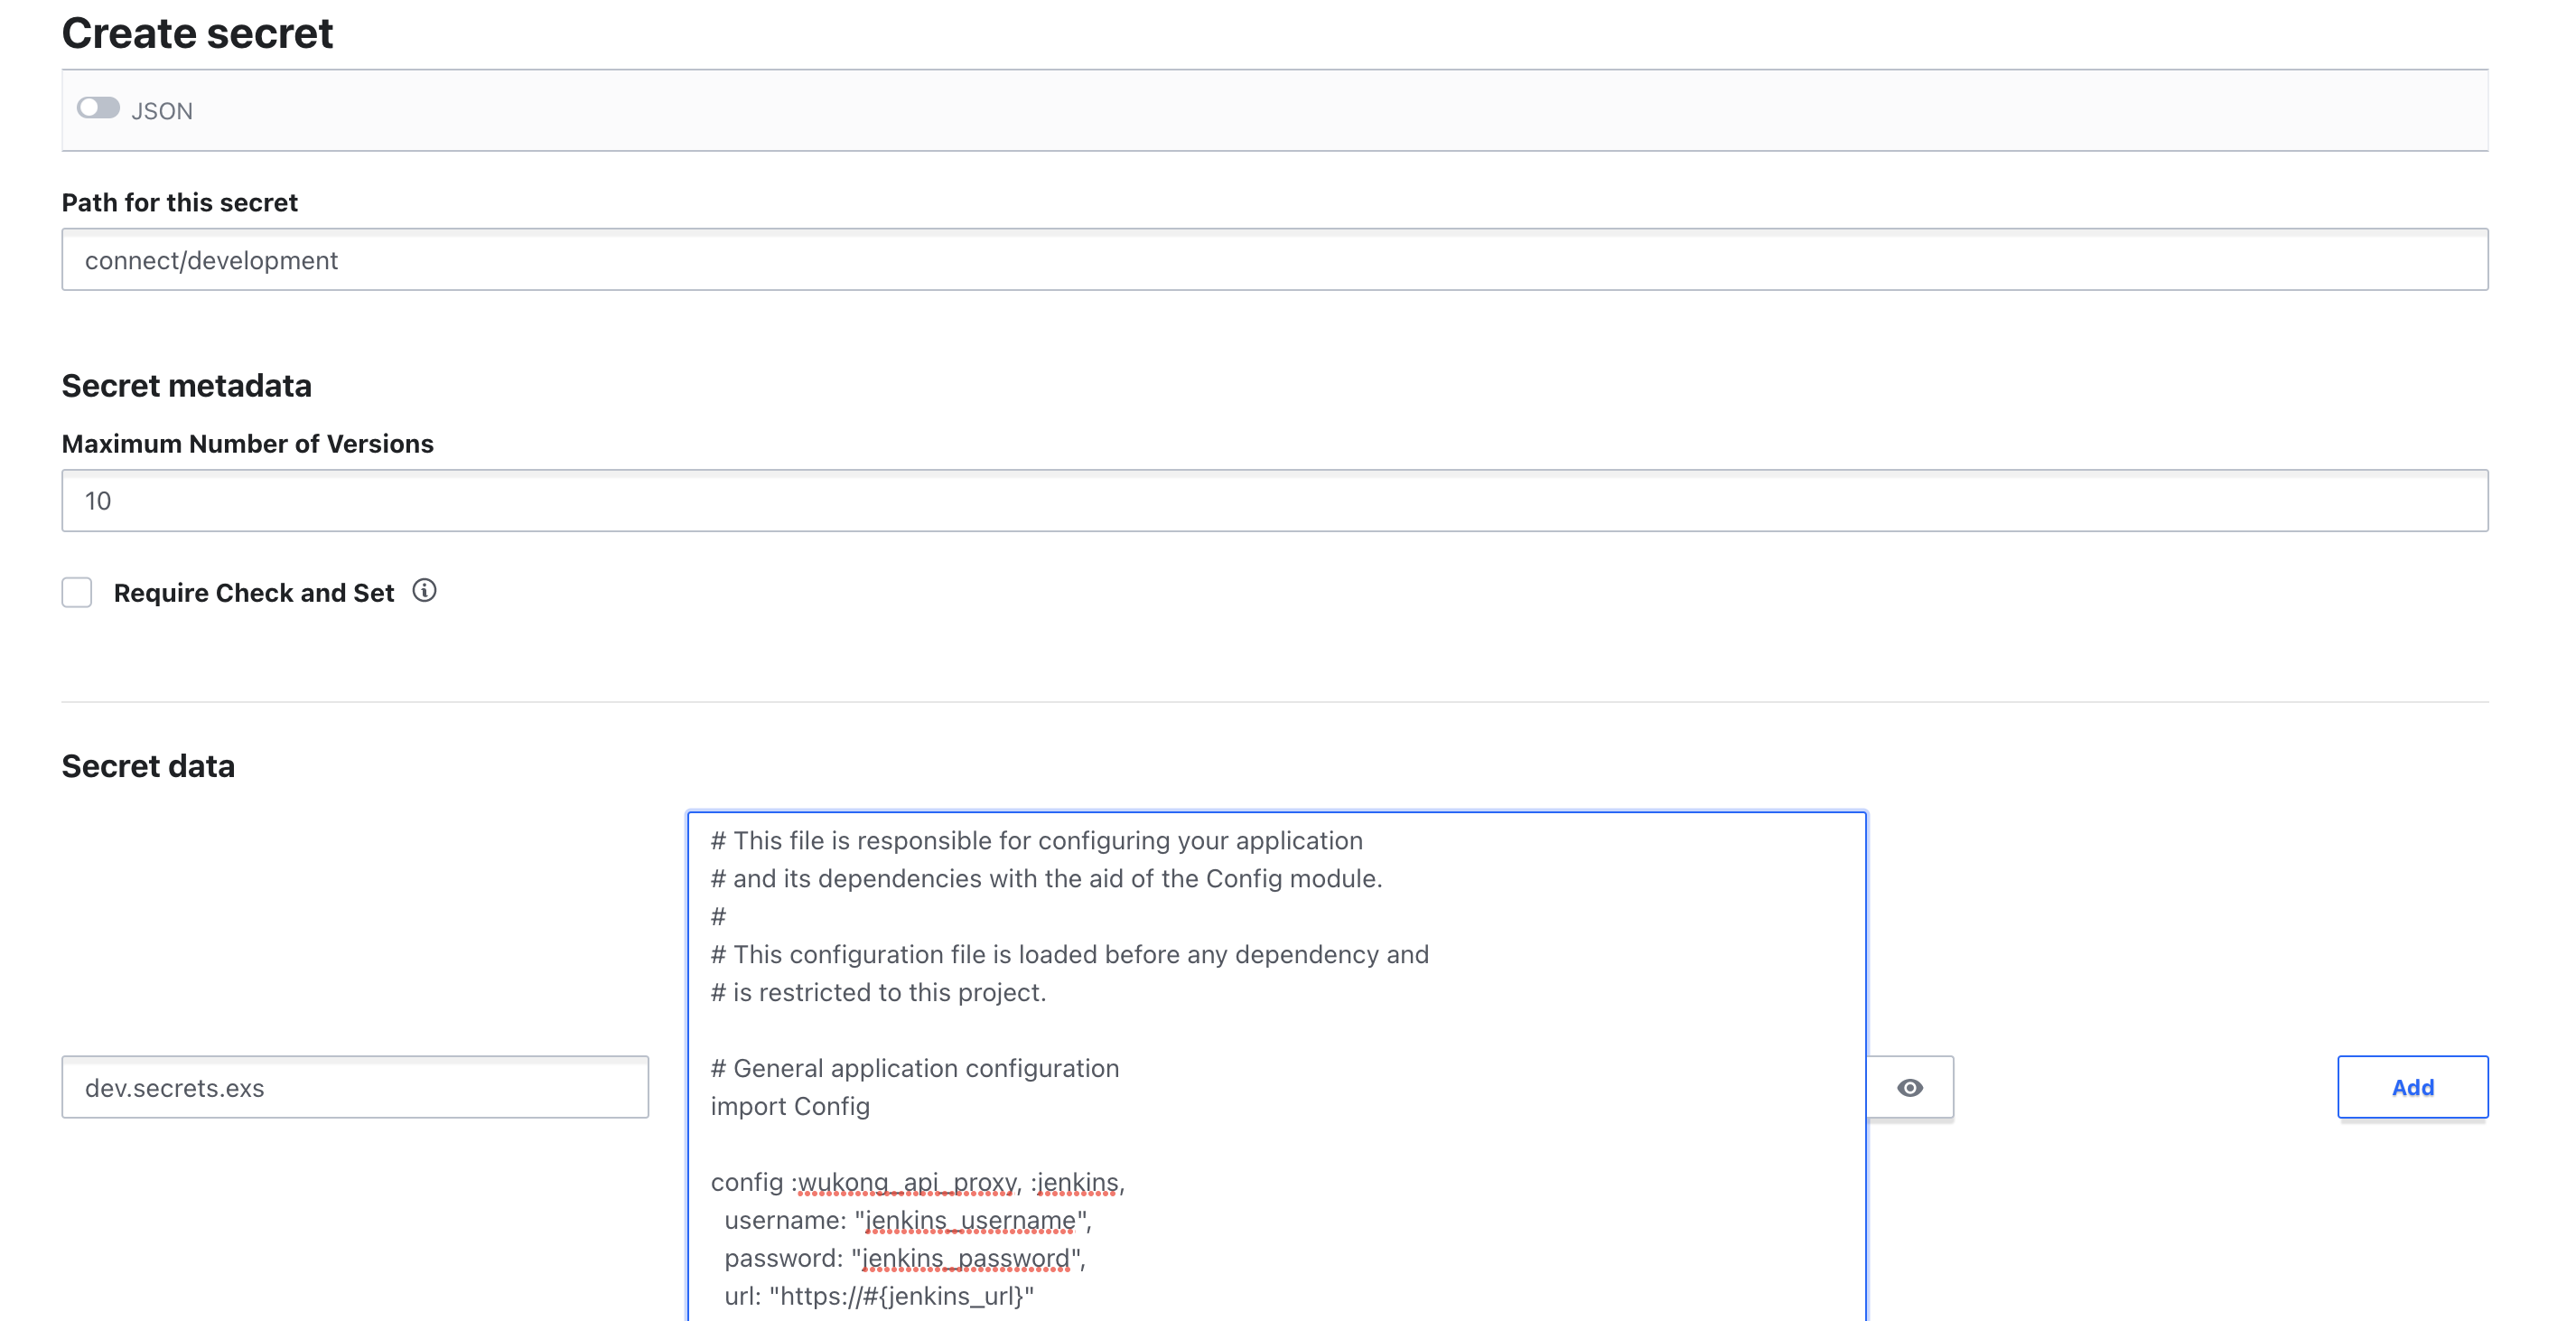 Create secret
JSON
Path for this secret
connect/development
Secret metadata
Maximum Number of Versions
10
Require Check and Set
Secret data
dev.secrets.exs
# This file is responsible for configuring your application
# and its dependencies with the aid of the Config module.
#
# This configuration file is loaded before any dependency and
# is restricted to this project.
# General application configuration
import Config
config :wukong_api_proxy, :jenkins,
username: "jenkins_username",
password: "jenkins_password",
url: "https://#{jenkins_url}"
Add